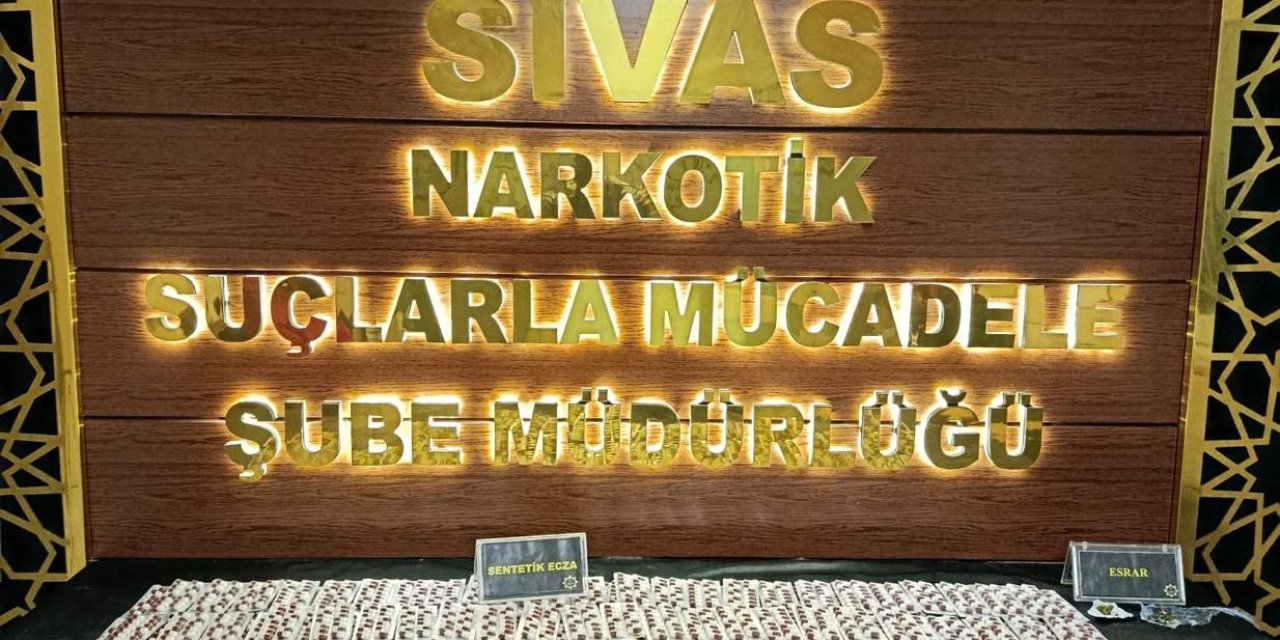 SİVAS
NARKOTİK
SUÇLARLA MÜCADELE
ŞUBE MÜDÜRLÜĞÜ
SENTETİK ECZA
ESRAR